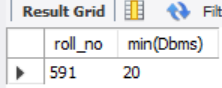 Result Grid Filt
roll_no min(Dbms)
591 20